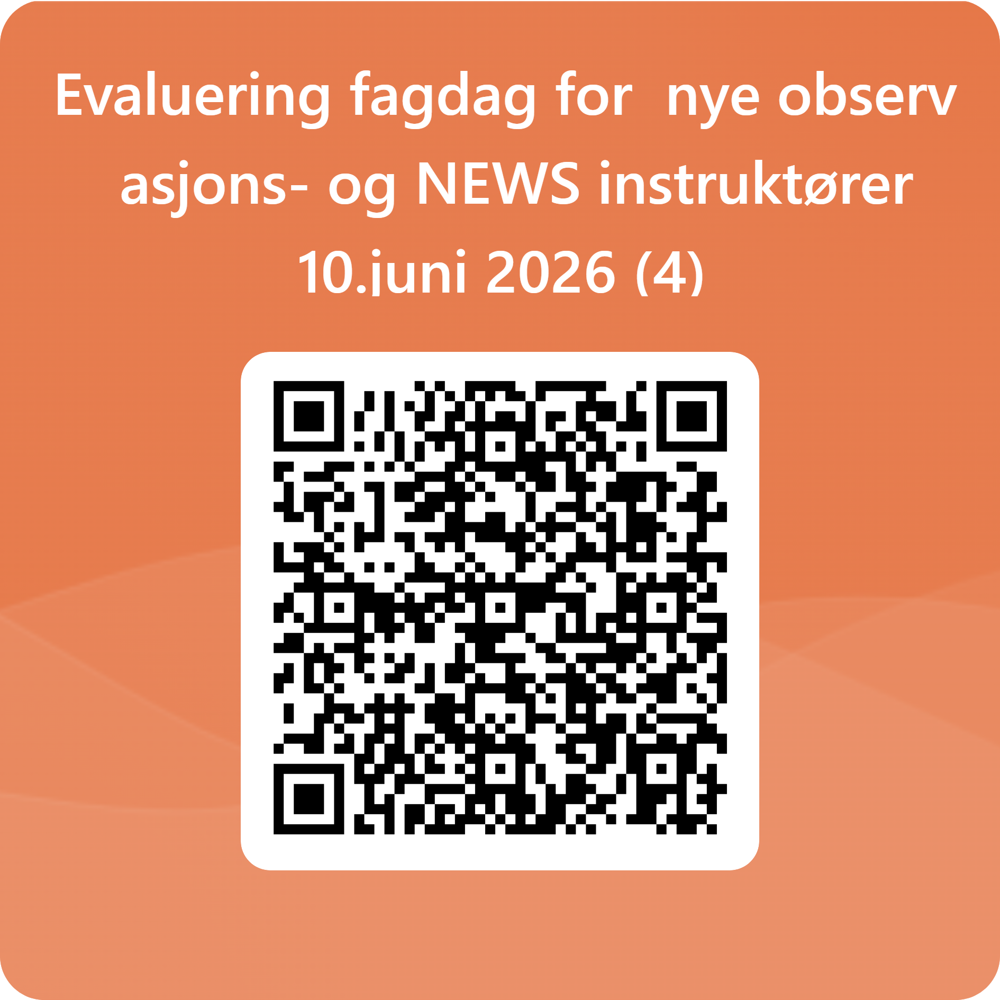 Evaluering fagdag for  nye observ
asjons- og NEWS instruktører
10.juni 2026 (4)